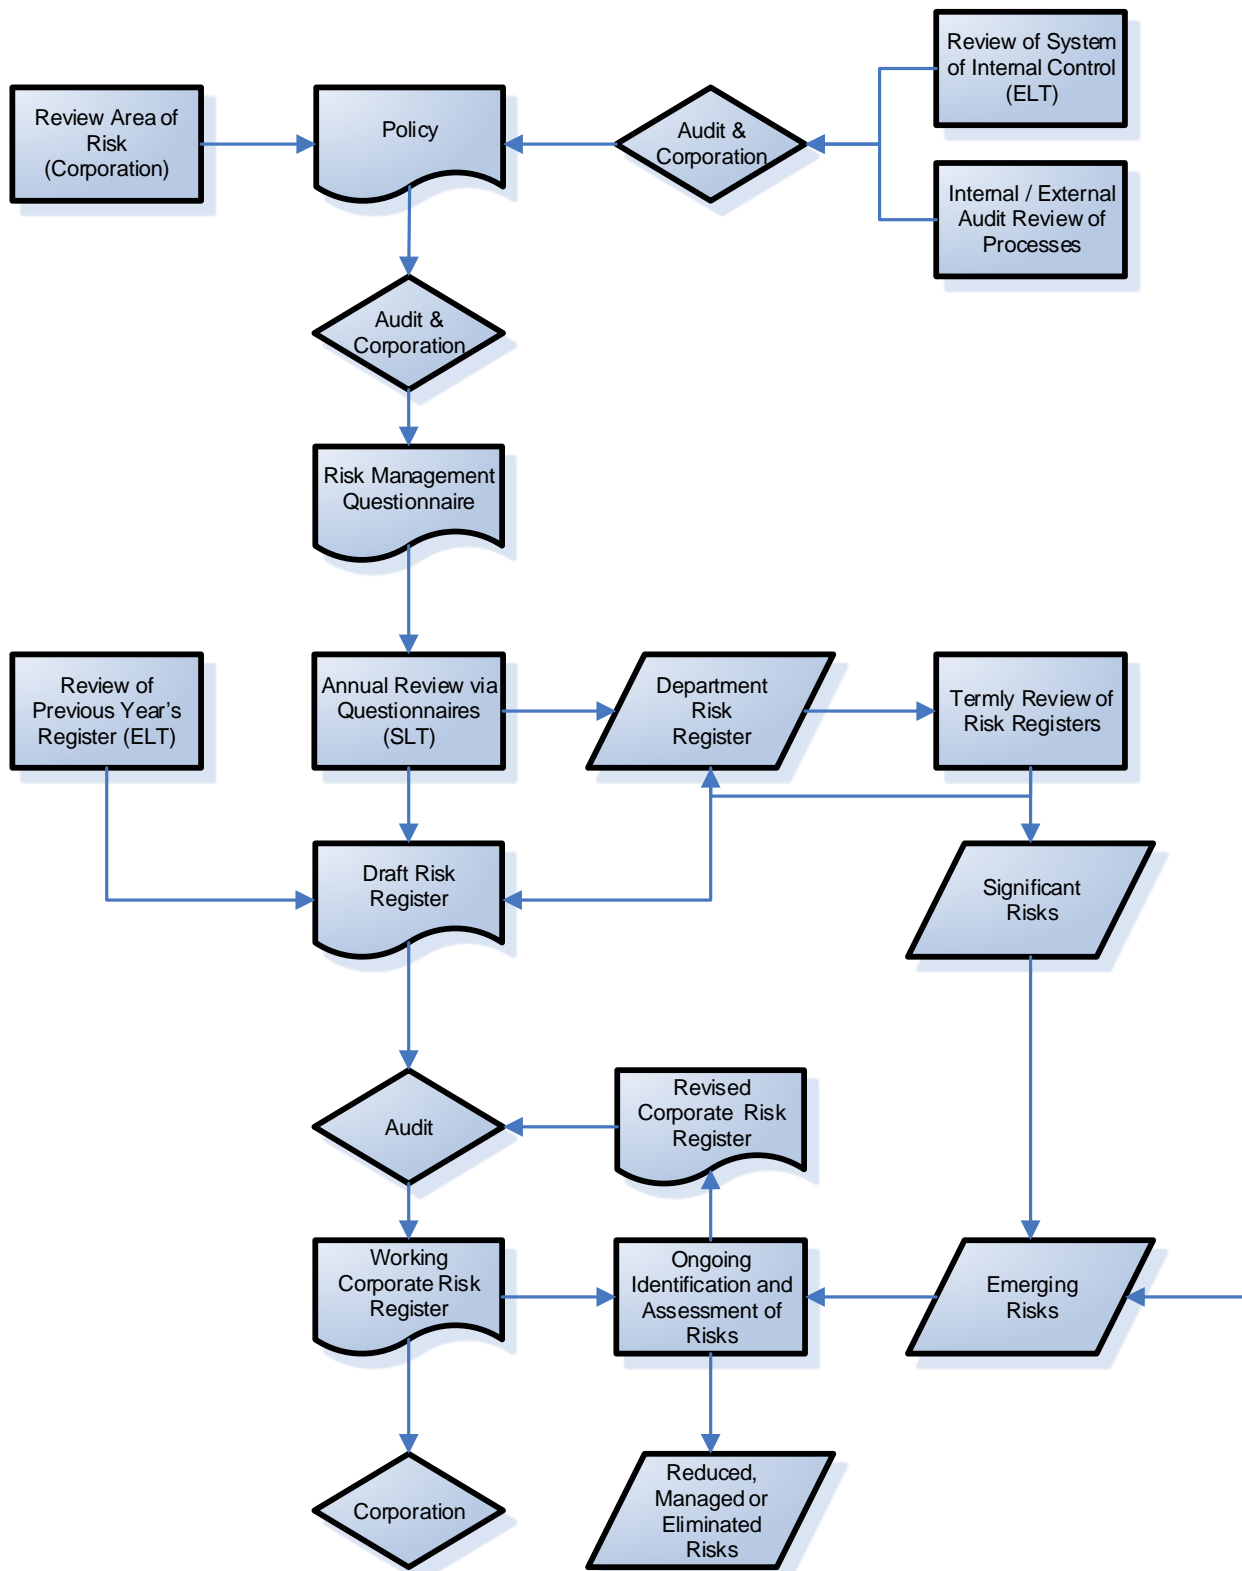 Review of System
of Internal Control
(ELT)
Review Area of
Risk
(Corporation)
Policy
Audit &
Corporation
Internal / External
Audit Review of
Processes
Audit &
Corporation
Risk Management
Questionnaire
Review of
Previous Year's
Register (ELT)
Annual Review via
Questionnaires
(SLT)
Department
Risk
Register
Termly Review of
Risk Registers
Draft Risk
Register
Significant
Risks
Revised
Corporate Risk
Register
Audit
Working
Corporate Risk
Register
Ongoing
Identification and
Assessment of
Risks
Emerging
Risks
Corporation
Reduced,
Managed or
Eliminated
Risks